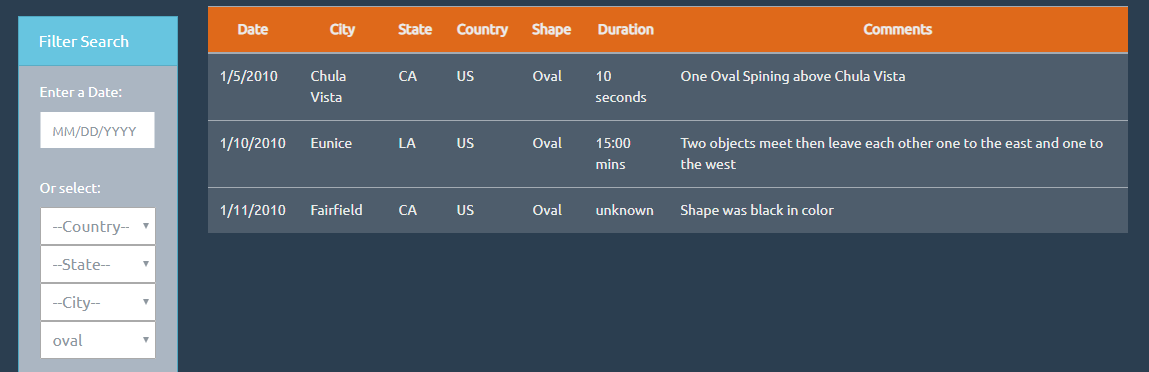 Filter Search
Enter a Date:
MM/DD/YYYY
Or select:
--Country--
--State--
--City--
oval
Date City State Country Shape Duration Comments
1/5/2010 Chula CA US Oval 10 One Oval Spining above Chula Vista
Vista seconds
1/10/2010 Eunice LA US Oval 15:00 Two objects meet then leave each other one to the east and one to
mins the west
1/11/2010 Fairfield CA US Oval unknown Shape was black in color